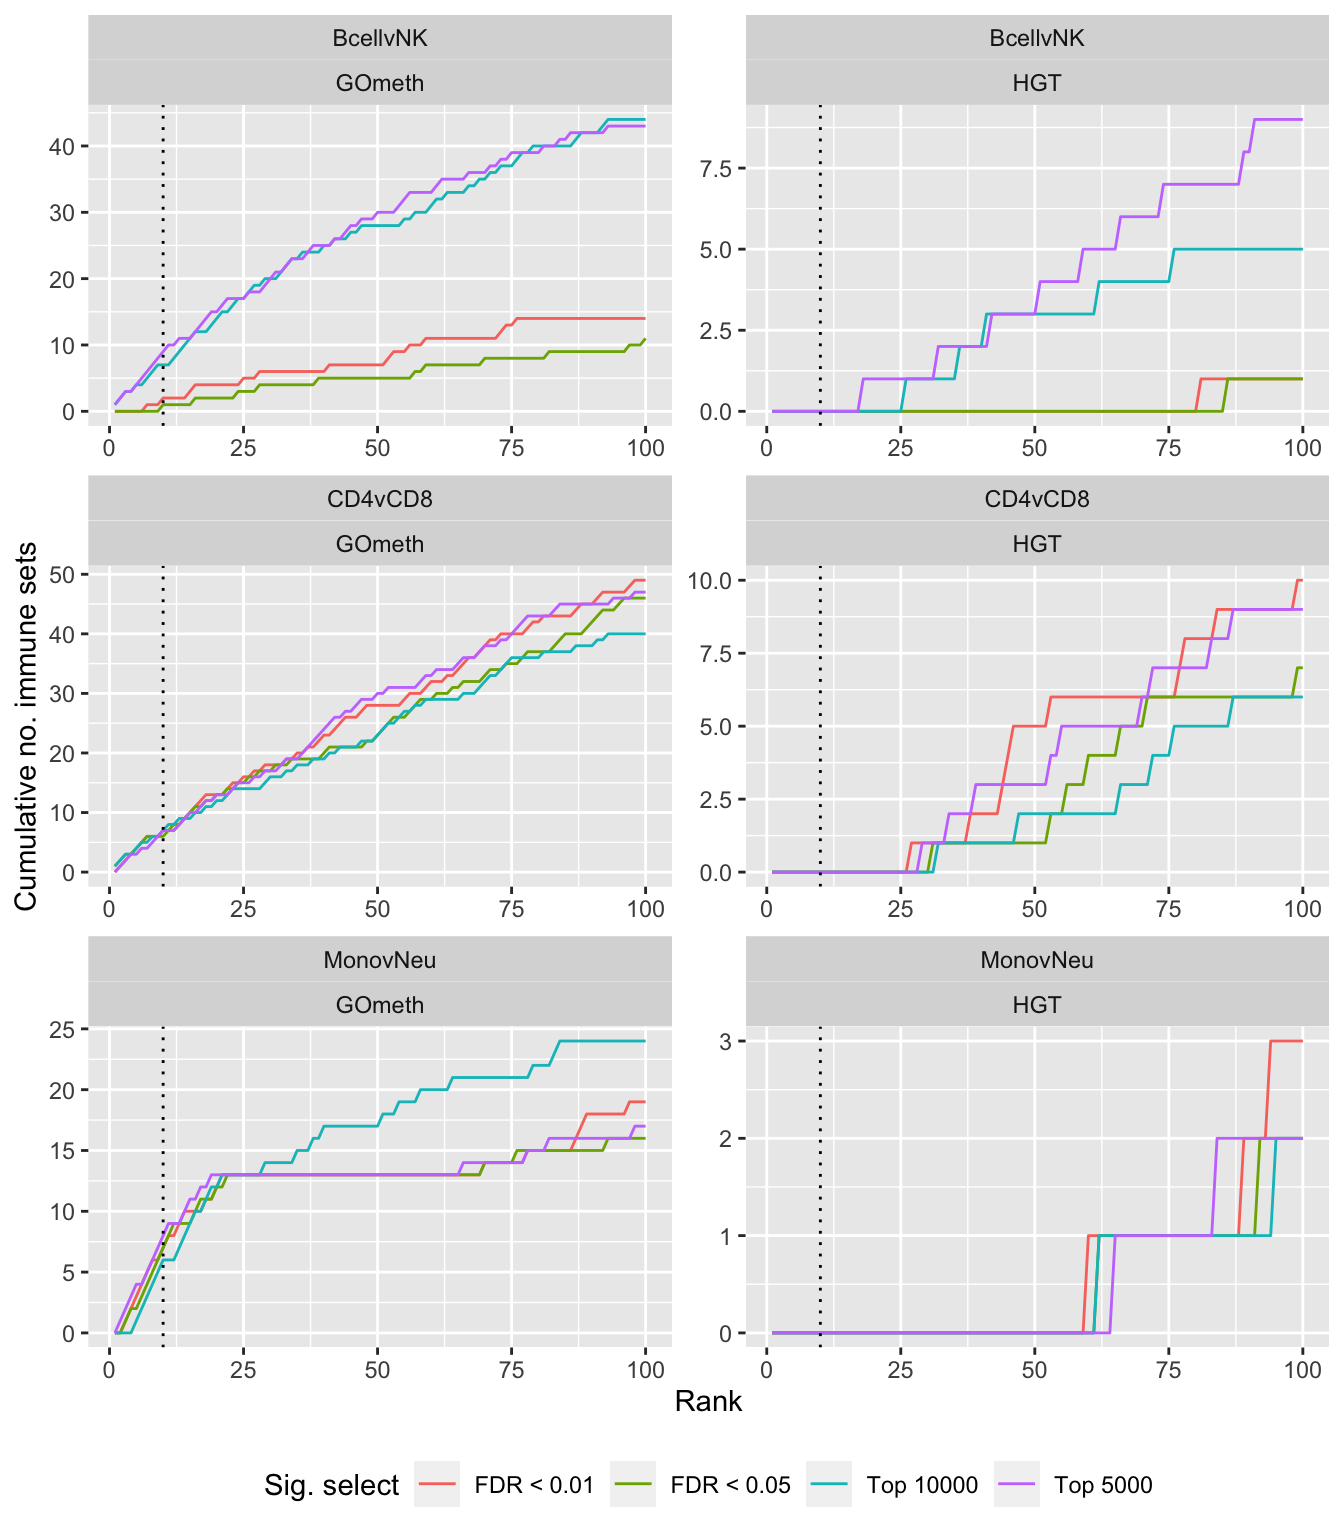 BcellvNK
GOmeth
40
30
20
10
0
0 25 50 75 100
BcellvNK
HGT
7.5
5.0
2.5
0.0
0 25 50 75 100
CD4vCD8
GOmeth
50
40
30
20
10
0
0 25 50 75 100
CD4vCD8
HGT
10.0
7.5
5.0
2.5
0.0
0 25 50 75 100
MonovNeu
GOmeth
25
20
15
10
5
0
0 25 50 75 100
MonovNeu
HGT
3
2
1
0
0 25 50 75 100
Cumulative no. immune sets
Rank
Sig. select FDR < 0.01 FDR < 0.05 Top 10000 Top 5000